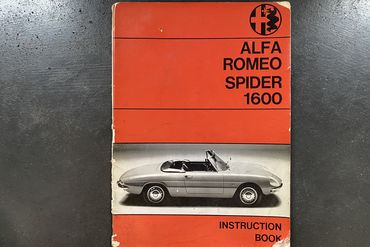 ALFA
ROMEO
SPIDER
1600
INSTRUCTION
BOOK